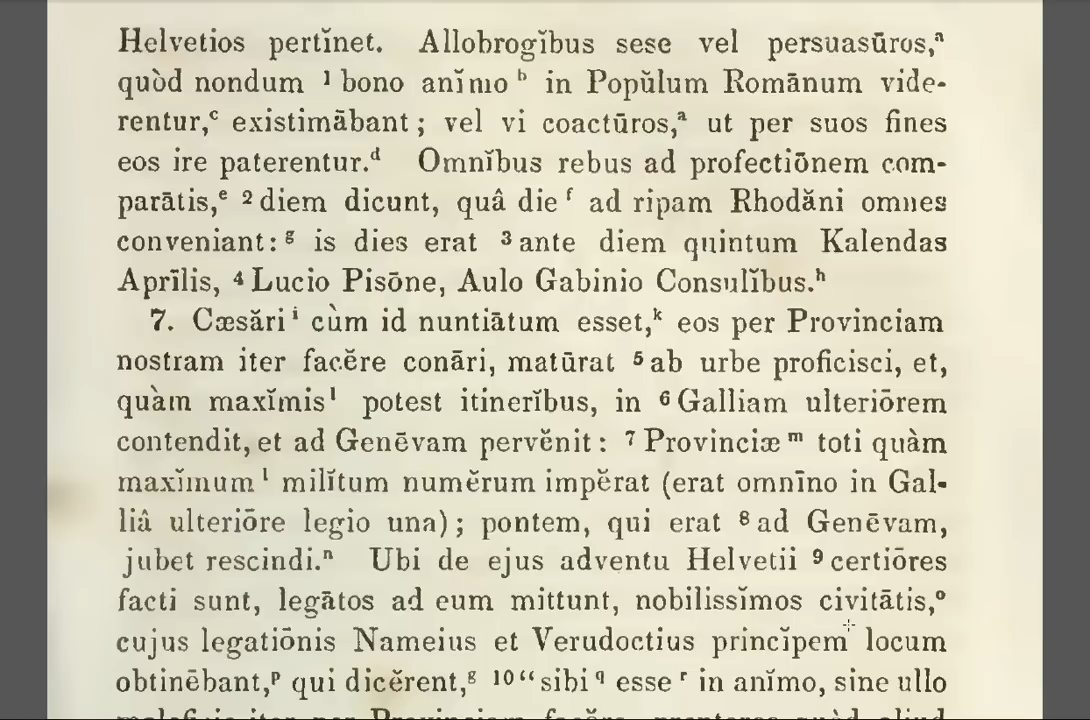 Helvetios pertĭnet. Allobrogĭbus sese vel persuasūros,ᵃ
quòd nondum ¹ bono anĭmo ᵇ in Popŭlum Romānum vide-
rentur,ᶜ existimābant; vel vi coactūros,ᵃ ut per suos fines
eos ire paterentur.ᵈ Omnĭbus rebus ad profectiōnem com-
parātis,ᵉ ² diem dicunt, quâ die ᶠ ad ripam Rhodăni omnes
conveniant: ᵍ is dies erat ³ ante diem quintum Kalendas
Aprīlis, ⁴ Lucio Pisōne, Aulo Gabinio Consulĭbus.ʰ
7. Cæsări ⁱ cùm id nuntiātum esset,ᵏ eos per Provinciam
nostram iter facĕre conāri, matūrat ⁵ ab urbe proficisci, et,
quàm maxĭmis ˡ potest itinerĭbus, in ⁶ Galliam ulteriōrem
contendit, et ad Genēvam pervĕnit: ⁷ Provinciæ ᵐ toti quàm
maxĭmum ˡ milĭtum numĕrum impĕrat (erat omnīno in Gal-
liâ ulteriōre legio una); pontem, qui erat ⁸ ad Genēvam,
jubet rescindi.ⁿ Ubi de ejus adventu Helvetii ⁹ certiōres
facti sunt, legātos ad eum mittunt, nobilissĭmos civitātis,ᵒ
cujus legatiōnis Nameius et Verudoctius princĭpem locum
obtinēbant,ᵖ qui dicĕrent,ᵍ ¹⁰ “ sibi ᑫ esse ʳ in anĭmo, sine ullo